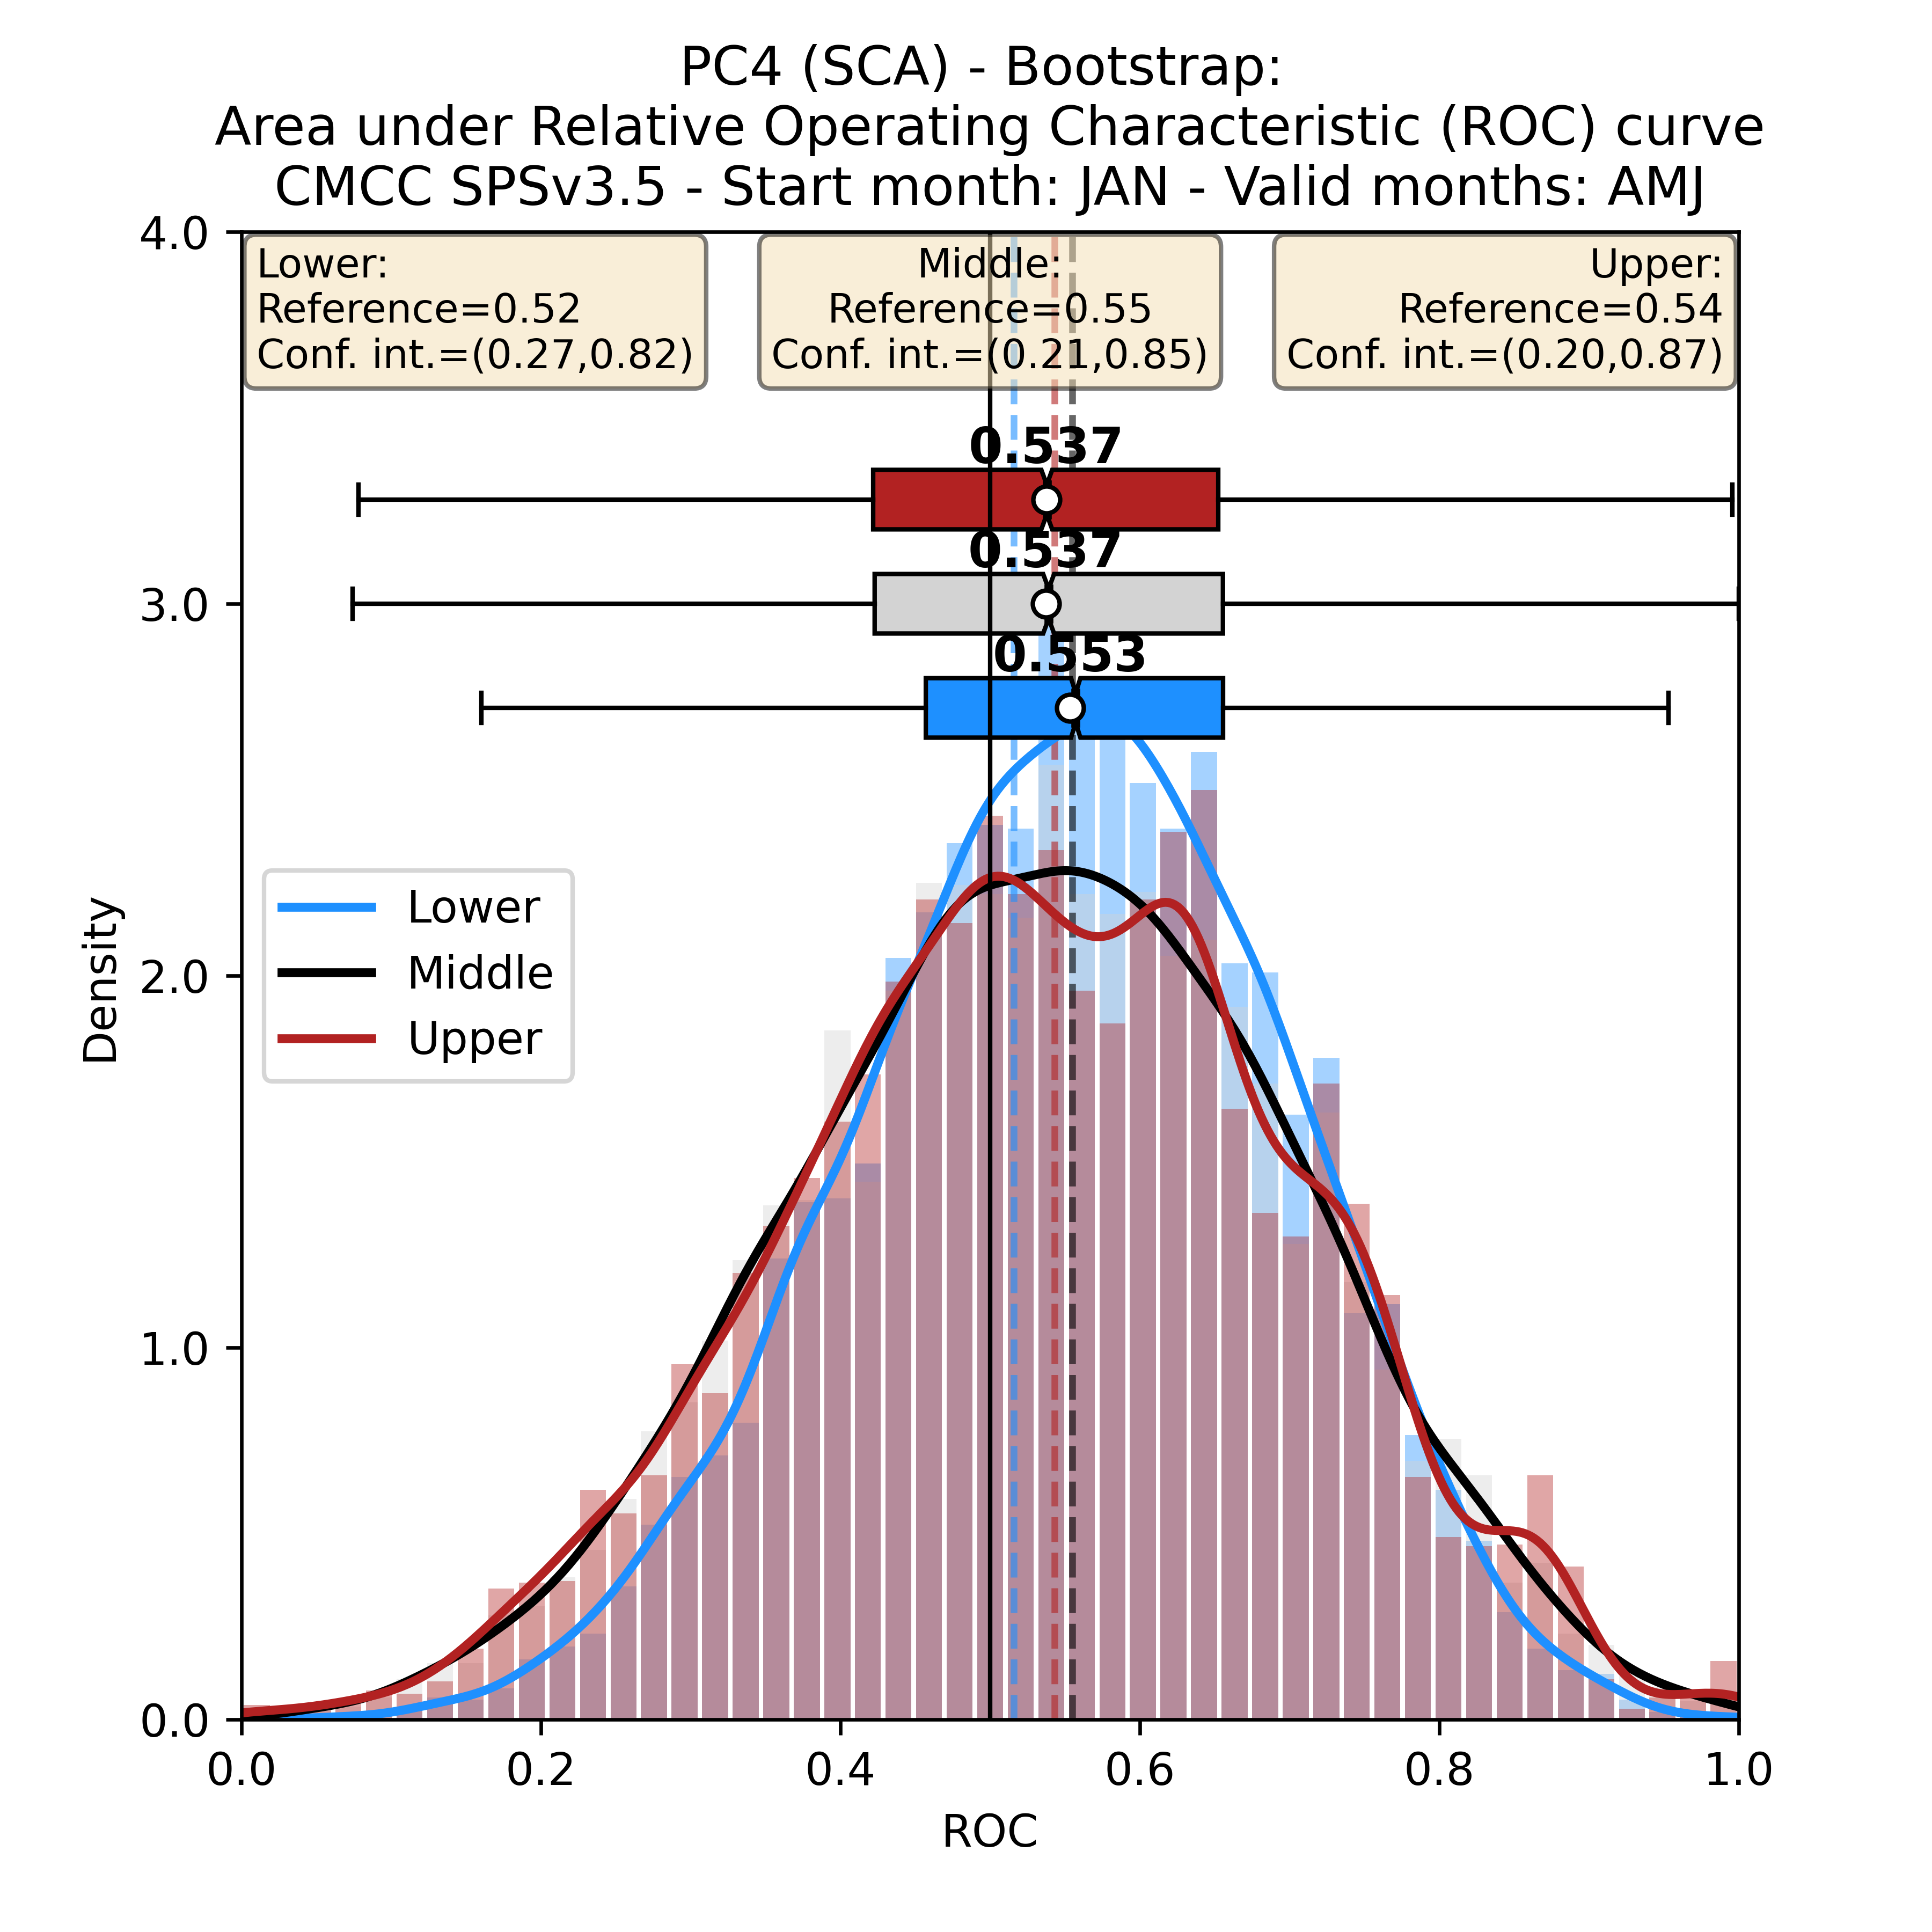 PC4 (SCA) - Bootstrap:
Area under Relative Operating Characteristic (ROC) curve
CMCC SPSv3.5 - Start month: JAN - Valid months: AMJ
Lower:
Reference=0.52
Conf. int.=(0.27,0.82)
Middle:
Reference=0.55
Conf. int.=(0.21,0.85)
Upper:
Reference=0.54
Conf. int.=(0.20,0.87)
0.537
0.537
0.553
Lower
Middle
Upper
Density
4.0
3.0
2.0
1.0
0.0
0.0 0.2 0.4 0.6 0.8 1.0
ROC